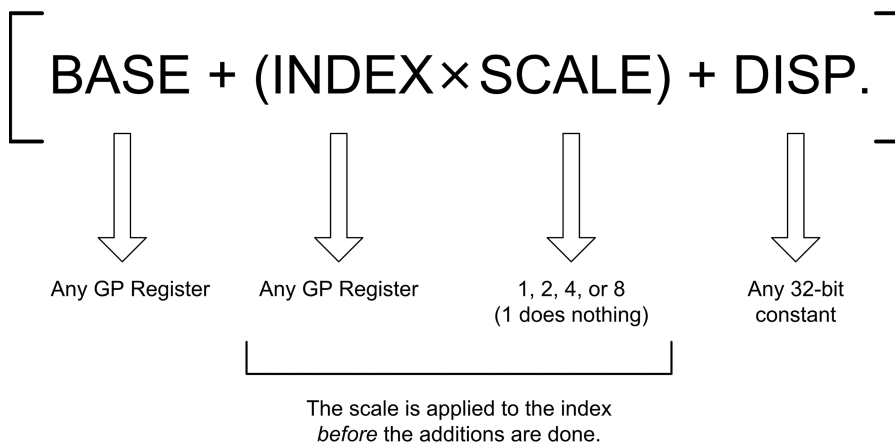 [BASE + (INDEX × SCALE) + DISP.]
Any GP Register
Any GP Register
1, 2, 4, or 8
(1 does nothing)
Any 32-bit
constant
The scale is applied to the index
before the additions are done.